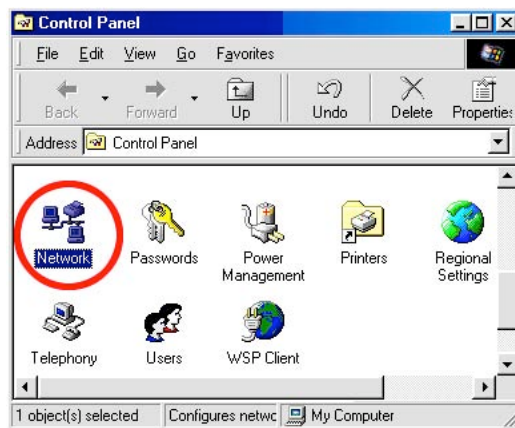 Control Panel
File Edit View Go Favorites
Back Forward Up Undo Delete Properties
Address Control Panel
Network Passwords Power Management Printers Regional Settings
Telephony Users WSP Client
1 object(s) selected Configures netwc My Computer